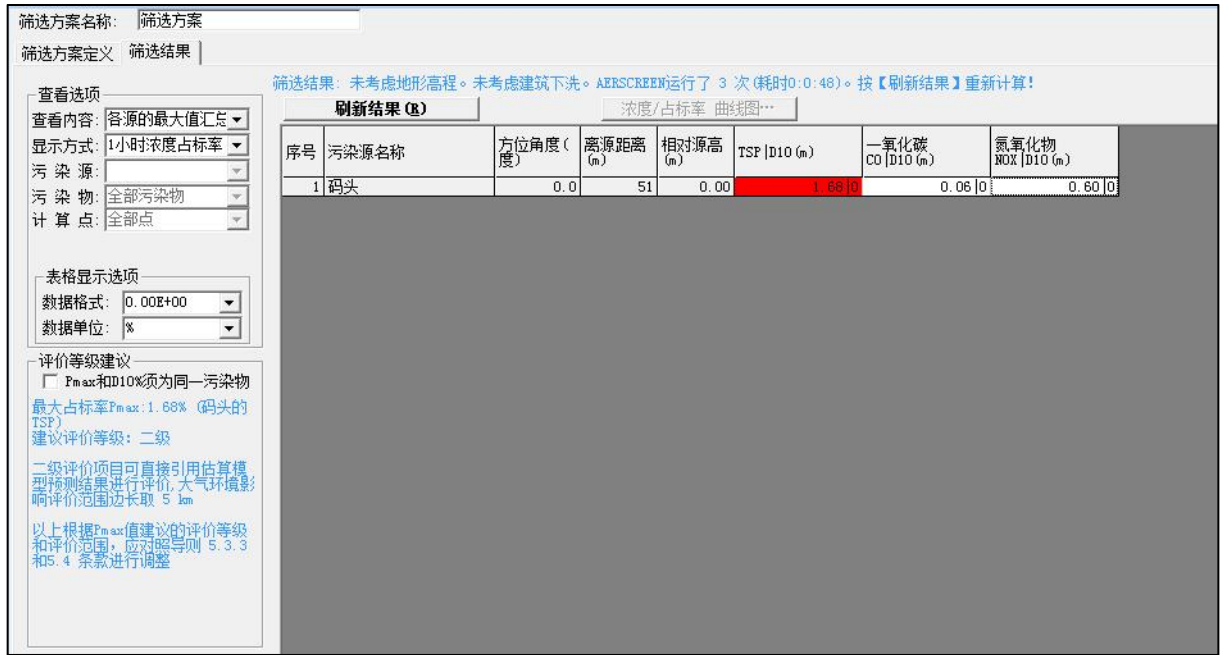 筛选方案名称: 筛选方案
筛选方案定义 筛选结果
筛选结果: 未考虑地形高程。未考虑建筑下洗。AERSCREEN运行了 3 次(耗时0:0:48)。按【刷新结果】重新计算!
查看选项
查看内容: 各源的最大值汇总
显示方式: 1小时浓度占标率
污 染 源:
污 染 物: 全部污染物
计 算 点: 全部点
表格显示选项
数据格式: 0.00E+00
数据单位: %
评价等级建议
Pmax和D10%须为同一污染物
最大占标率Pmax:1.68% (码头的
TSP)
建议评价等级: 二级
二级评价项目可直接引用估算模
型预测结果进行评价,大气环境影
响评价范围边长取 5 km
以上根据Pmax值建议的评价等级
和评价范围,应对照导则 5.3.3
和5.4 条款进行调整
刷新结果(R) 浓度/占标率 曲线图…
序号 污染源名称 方位角度(度) 离源距离(m) 相对源高(m) TSP|D10(m) 一氧化碳CO|D10(m) 氮氧化物NOX|D10(m)
1 码头 0.0 51 0.00 1.68|0 0.06|0 0.60|0